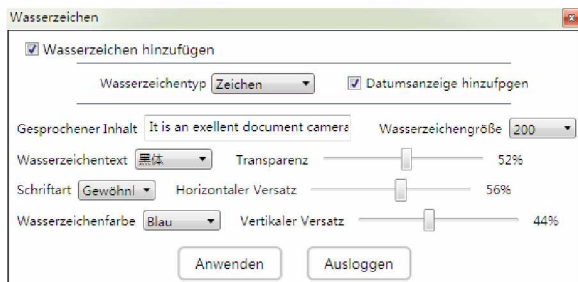 Wasserzeichen
Wasserzeichen hinzufügen
Wasserzeichentyp Zeichen Datumsanzeige hinzufpgen
Gesprochener Inhalt It is an exellent document camera Wasserzeichengröße 200
Wasserzeichentext 黑体 Transparenz 52%
Schriftart Gewöhnl Horizontaler Versatz 56%
Wasserzeichenfarbe Blau Vertikaler Versatz 44%
Anwenden Ausloggen